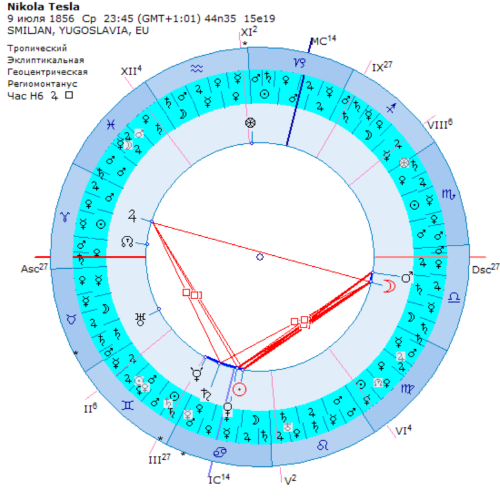 Nikola Tesla
9 июля 1856 Ср 23:45 (GMT+1:01) 44n35 15e19
SMILJAN, YUGOSLAVIA, EU
Тропический
Эклиптикальная
Геоцентрическая
Региомонтанус
Час Н6 ♃ □
XI2
MC14
IX27
XII4
VIII6
Asc27
Dsc27
II6
VI4
III27
IC14
V2